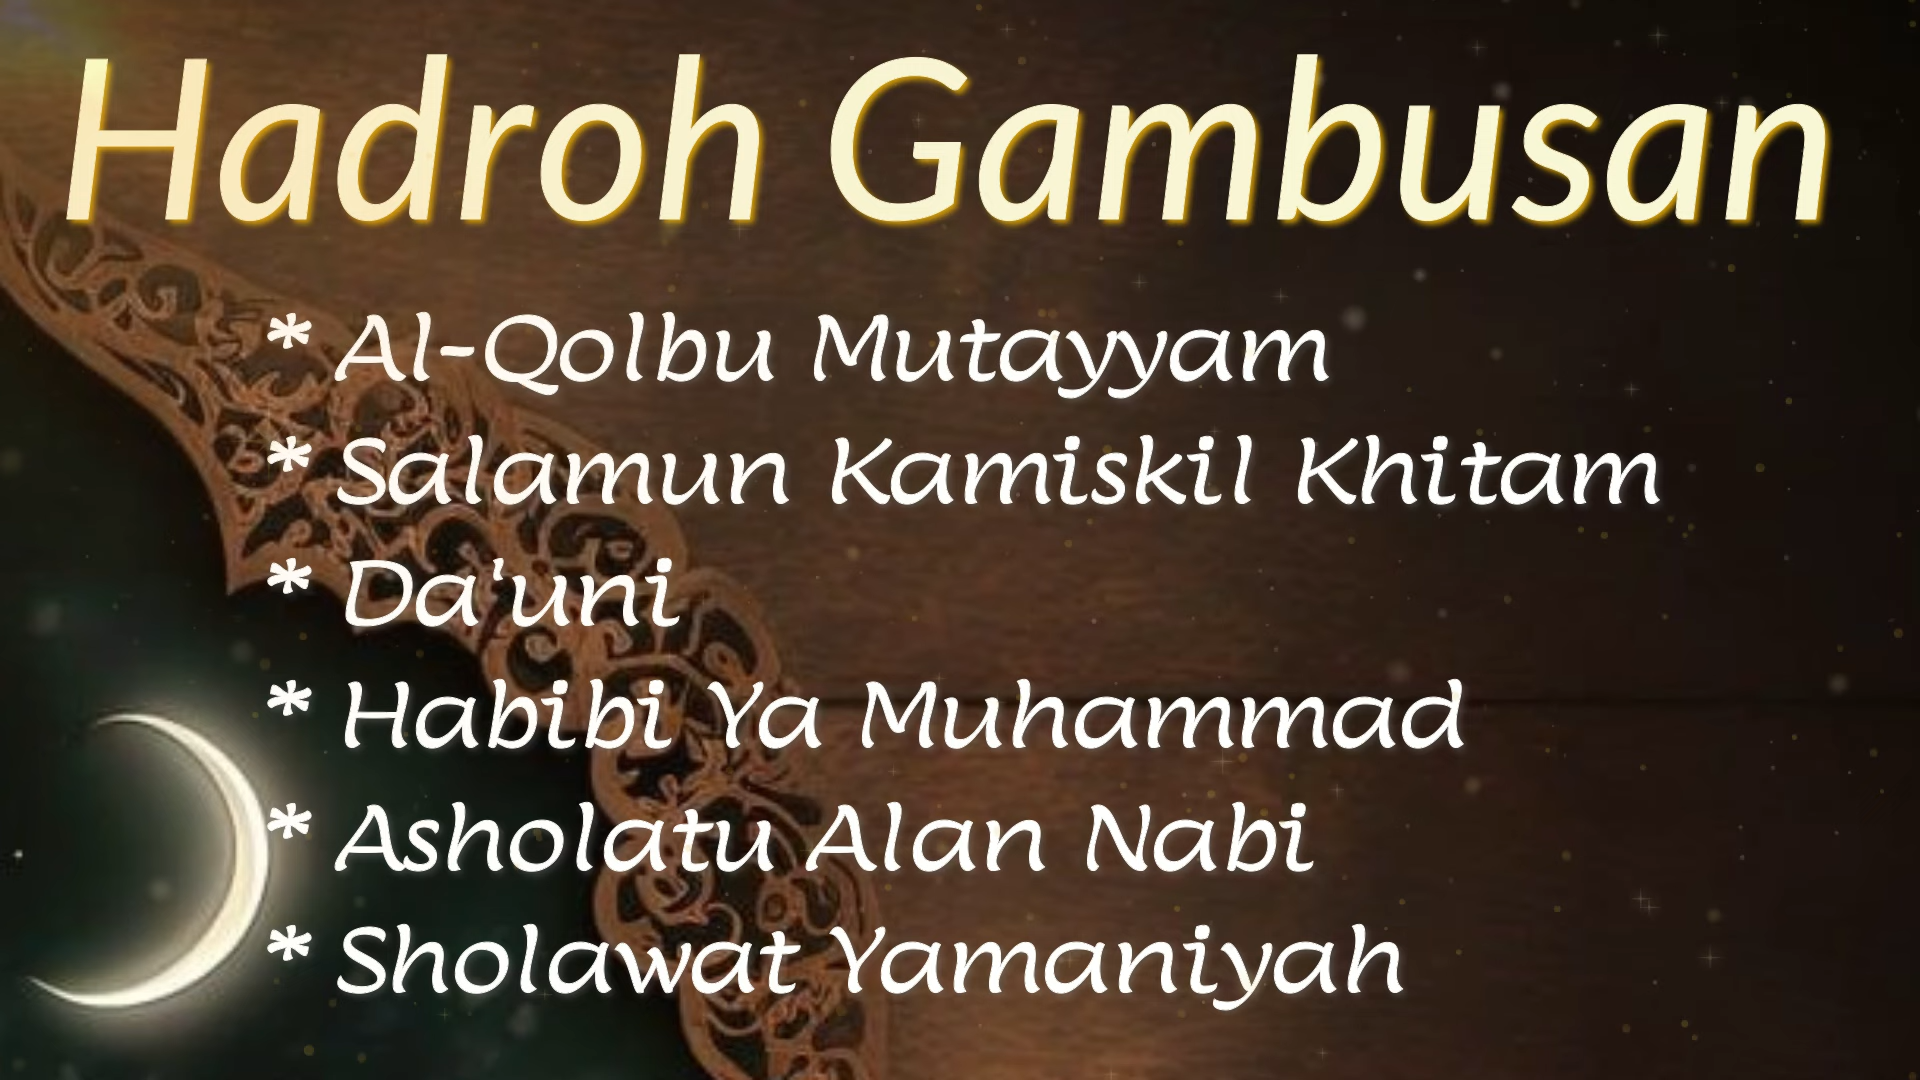 Hadroh Gambusan
* Al-Qolbu Mutayyam
* Salamun Kamiskil Khitam
* Da'uni
* Habibi Ya Muhammad
* Asholatu Alan Nabi
* Sholawat Yamaniyah